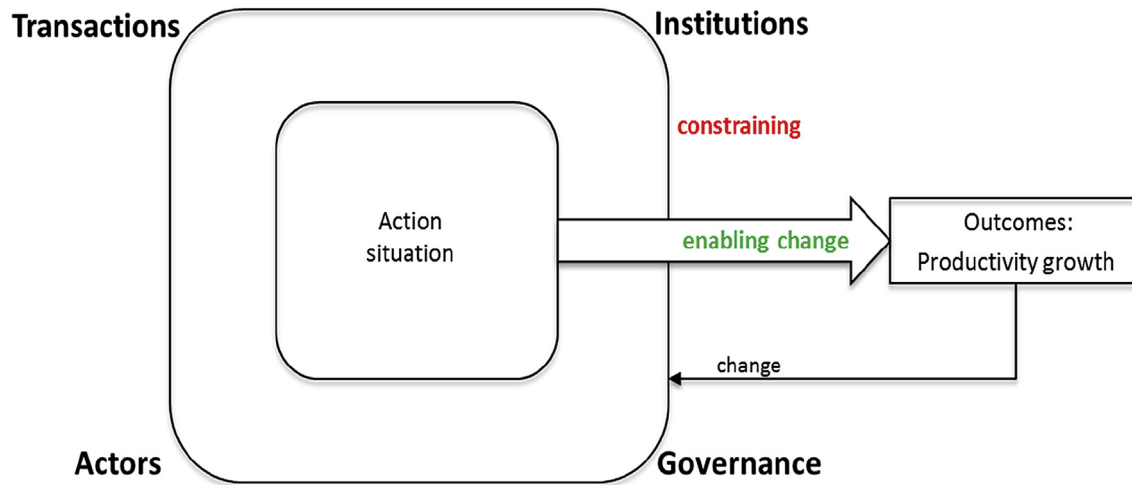 Transactions
Institutions
constraining
Action
situation
enabling change
Outcomes:
Productivity growth
change
Actors
Governance